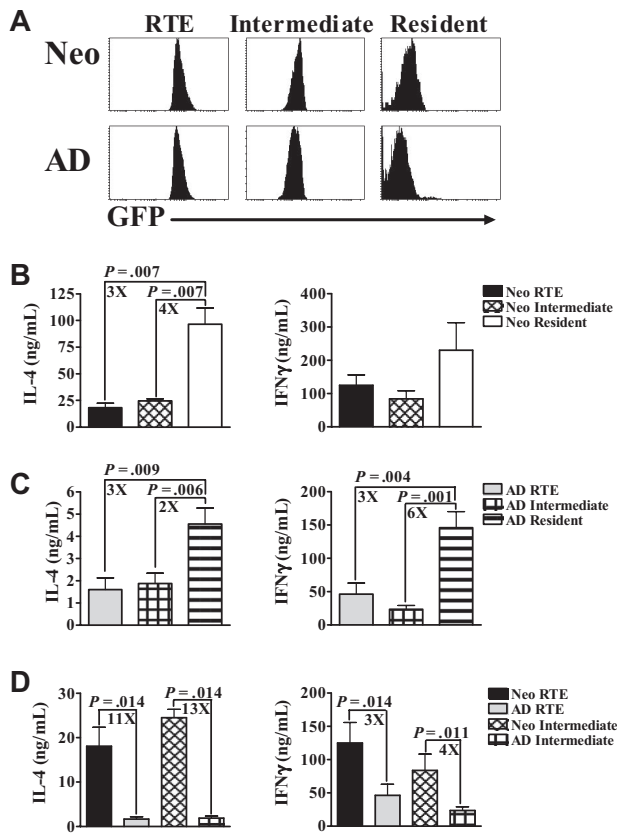 A
RTE Intermediate Resident
Neo
AD
GFP
B
IL-4 (ng/mL)
125
100
75
50
25
0
P = .007
3X
P = .007
4X
IFNγ (ng/mL)
400
300
200
100
0
Neo RTE
Neo Intermediate
Neo Resident
C
IL-4 (ng/mL)
6
5
4
3
2
1
0
P = .009
3X
P = .006
2X
IFNγ (ng/mL)
200
150
100
50
0
P = .004
3X
P = .001
6X
AD RTE
AD Intermediate
AD Resident
D
IL-4 (ng/mL)
30
20
10
0
P = .014
11X
P = .014
13X
IFNγ (ng/mL)
200
150
100
50
0
P = .014
3X
P = .011
4X
Neo RTE
AD RTE
Neo Intermediate
AD Intermediate